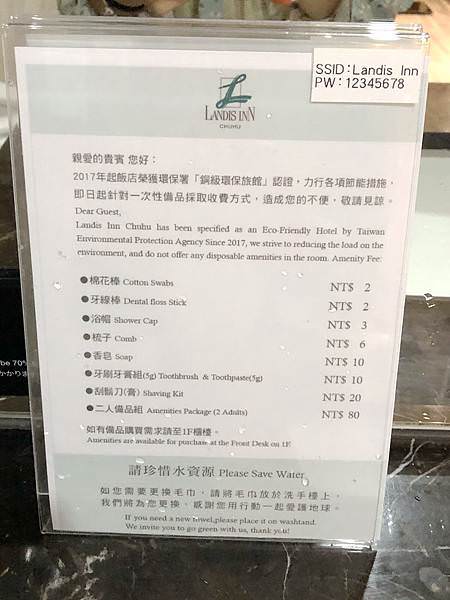 SSID:Landis Inn
PW:12345678
L
LANDIS INN
CHUHU
親愛的貴賓 您好：
2017年起飯店榮獲環保署「銅級環保旅館」認證，力行各項節能措施，
即日起針對一次性備品採取收費方式，造成您的不便，敬請見諒。
Dear Guest,
Landis Inn Chuhu has been specified as an Eco-Friendly Hotel by Taiwan
Environmental Protection Agency Since 2017, we strive to reducing the load on the
environment, and do not offer any disposable amenities in the room. Amenity Fee:
●棉花棒 Cotton Swabs NT$ 2
●牙線棒 Dental floss Stick NT$ 2
●浴帽 Shower Cap NT$ 3
●梳子 Comb NT$ 6
●香皂 Soap NT$ 10
●牙刷牙膏組(5g) Toothbrush & Toothpaste(5g) NT$ 10
●刮鬍刀(膏) Shaving Kit NT$ 20
●二人備品組 Amenities Package (2 Adults) NT$ 80
如有備品購買需求請至1F櫃檯。
Amenities are available for purchase at the Front Desk on 1F.
請珍惜水資源 Please Save Water
如您需要更換毛巾，請將毛巾放於洗手檯上，
我們將為您更換，感謝您用行動一起愛護地球。
If you need a new towel,please place it on washtand.
We invite you to go green with us, thank you!
be 70%